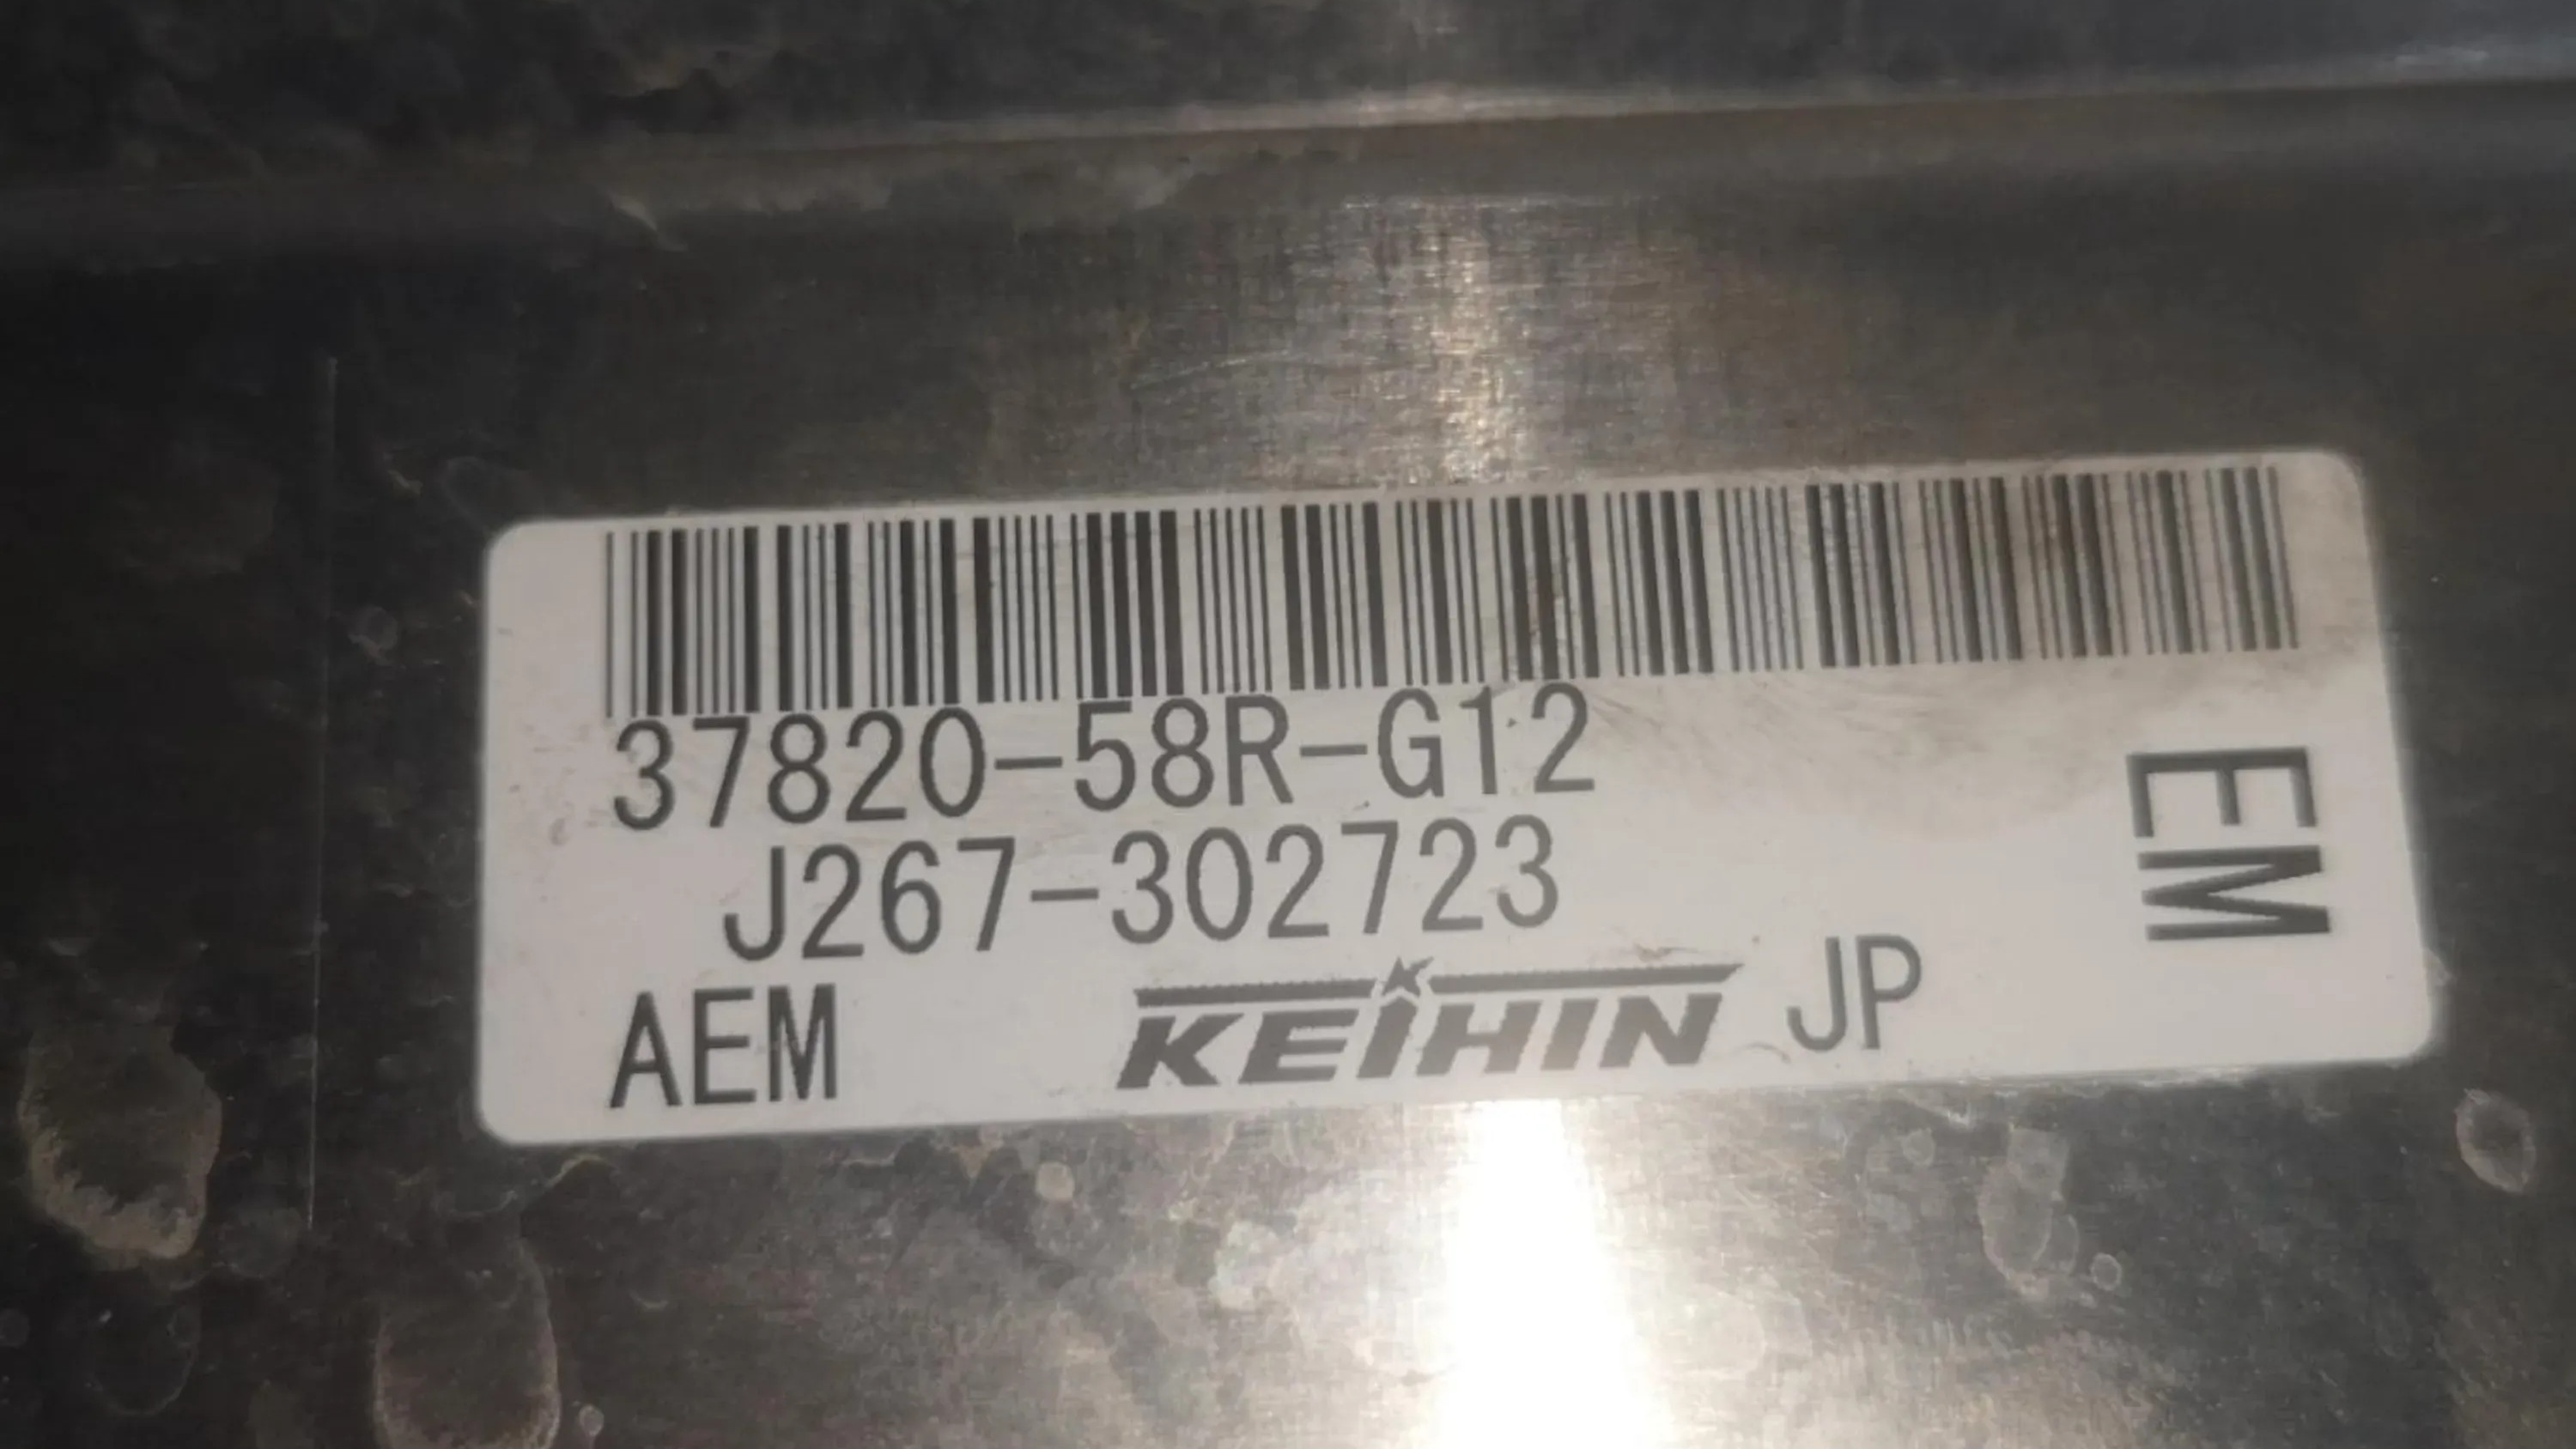 37820-58R-G12
J267-302723
AEM KEIHIN JP
EM